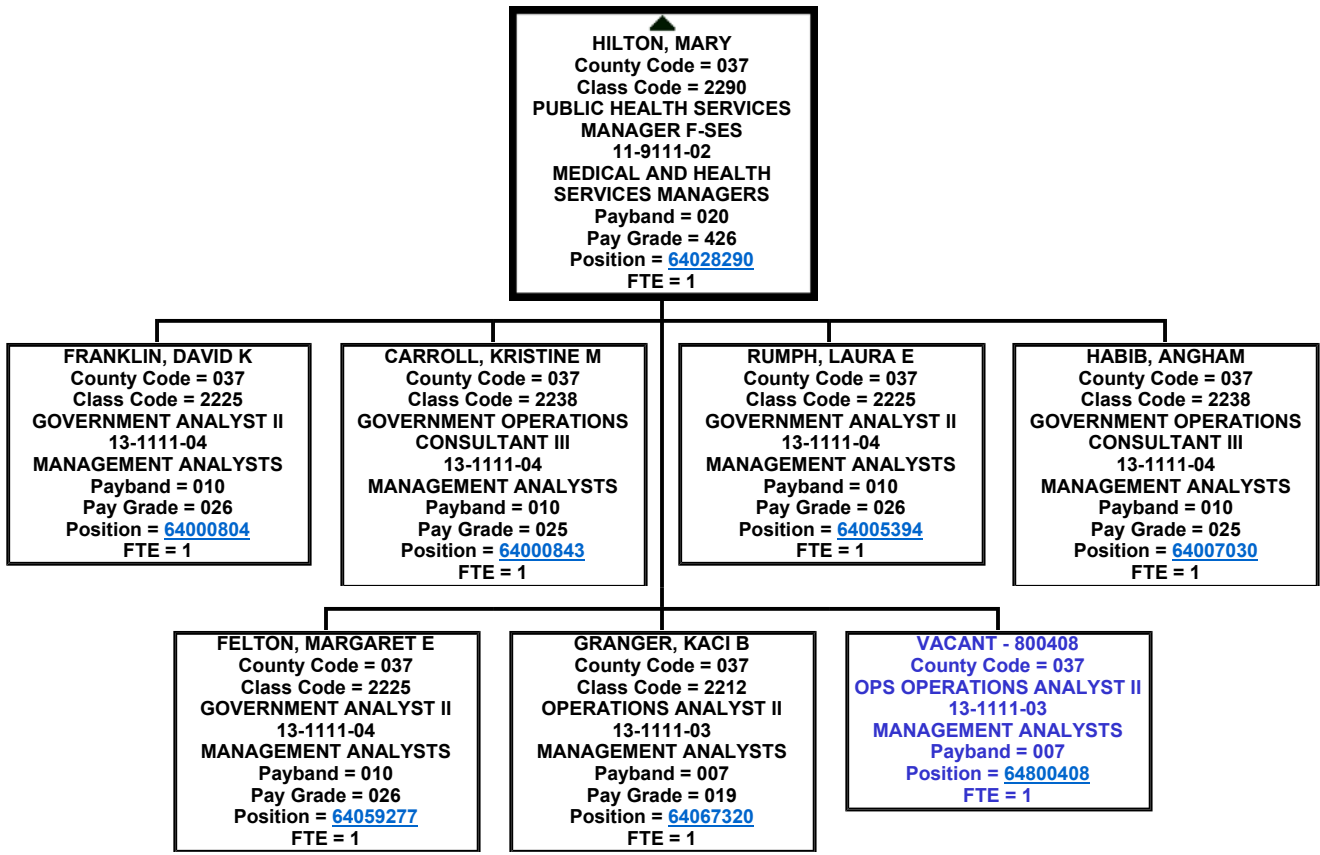 HILTON, MARY
County Code = 037
Class Code = 2290
PUBLIC HEALTH SERVICES
MANAGER F-SES
11-9111-02
MEDICAL AND HEALTH
SERVICES MANAGERS
Payband = 020
Pay Grade = 426
Position = 64028290
FTE = 1
FRANKLIN, DAVID K
County Code = 037
Class Code = 2225
GOVERNMENT ANALYST II
13-1111-04
MANAGEMENT ANALYSTS
Payband = 010
Pay Grade = 026
Position = 64000804
FTE = 1
CARROLL, KRISTINE M
County Code = 037
Class Code = 2238
GOVERNMENT OPERATIONS
CONSULTANT III
13-1111-04
MANAGEMENT ANALYSTS
Payband = 010
Pay Grade = 025
Position = 64000843
FTE = 1
RUMPH, LAURA E
County Code = 037
Class Code = 2225
GOVERNMENT ANALYST II
13-1111-04
MANAGEMENT ANALYSTS
Payband = 010
Pay Grade = 026
Position = 64005394
FTE = 1
HABIB, ANGHAM
County Code = 037
Class Code = 2238
GOVERNMENT OPERATIONS
CONSULTANT III
13-1111-04
MANAGEMENT ANALYSTS
Payband = 010
Pay Grade = 025
Position = 64007030
FTE = 1
FELTON, MARGARET E
County Code = 037
Class Code = 2225
GOVERNMENT ANALYST II
13-1111-04
MANAGEMENT ANALYSTS
Payband = 010
Pay Grade = 026
Position = 64059277
FTE = 1
GRANGER, KACI B
County Code = 037
Class Code = 2212
OPERATIONS ANALYST II
13-1111-03
MANAGEMENT ANALYSTS
Payband = 007
Pay Grade = 019
Position = 64067320
FTE = 1
VACANT - 800408
County Code = 037
OPS OPERATIONS ANALYST II
13-1111-03
MANAGEMENT ANALYSTS
Payband = 007
Position = 64800408
FTE = 1